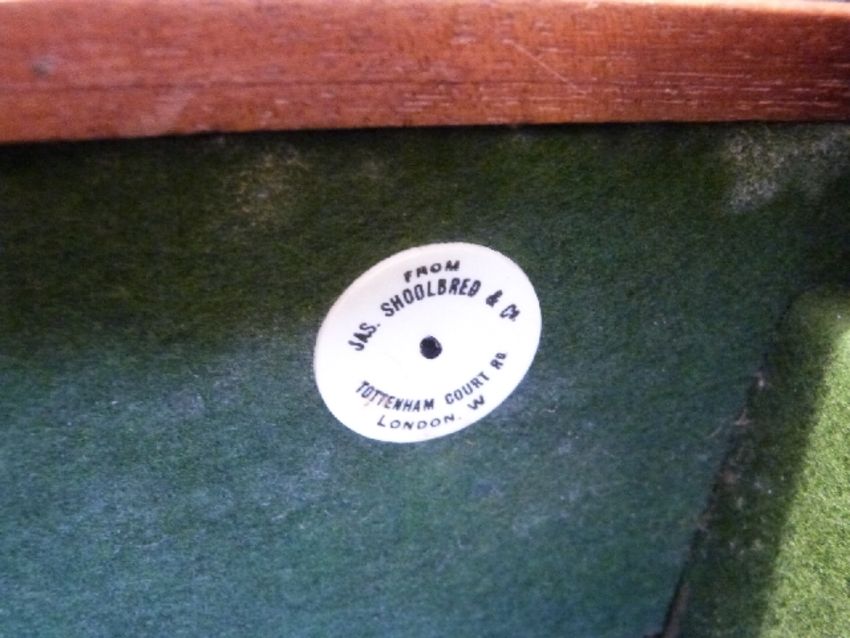 FROM
JAS. SHOOLBRED & Co.
TOTTENHAM COURT RD
LONDON. W